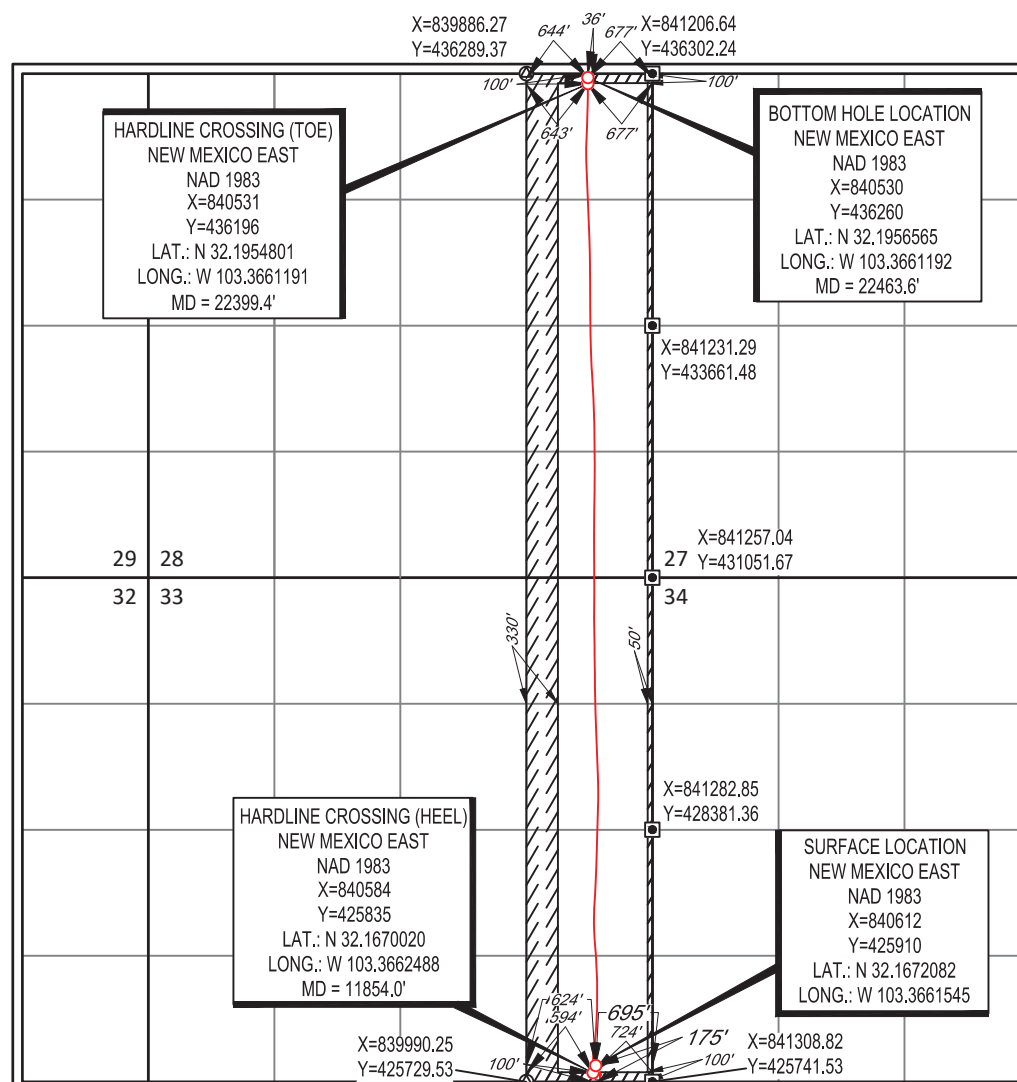 X=839886.27
Y=436289.37
644'
36'
677'
X=841206.64
Y=436302.24
100'
100'
643'
677'
HARDLINE CROSSING (TOE)
NEW MEXICO EAST
NAD 1983
X=840531
Y=436196
LAT.: N 32.1954801
LONG.: W 103.3661191
MD = 22399.4'
BOTTOM HOLE LOCATION
NEW MEXICO EAST
NAD 1983
X=840530
Y=436260
LAT.: N 32.1956565
LONG.: W 103.3661192
MD = 22463.6'
X=841231.29
Y=433661.48
X=841257.04
Y=431051.67
29 28
27
32 33
34
330'
50'
X=841282.85
Y=428381.36
HARDLINE CROSSING (HEEL)
NEW MEXICO EAST
NAD 1983
X=840584
Y=425835
LAT.: N 32.1670020
LONG.: W 103.3662488
MD = 11854.0'
SURFACE LOCATION
NEW MEXICO EAST
NAD 1983
X=840612
Y=425910
LAT.: N 32.1672082
LONG.: W 103.3661545
624'
594'
695'
724'
175'
100'
100'
X=839990.25
Y=425729.53
X=841308.82
Y=425741.53